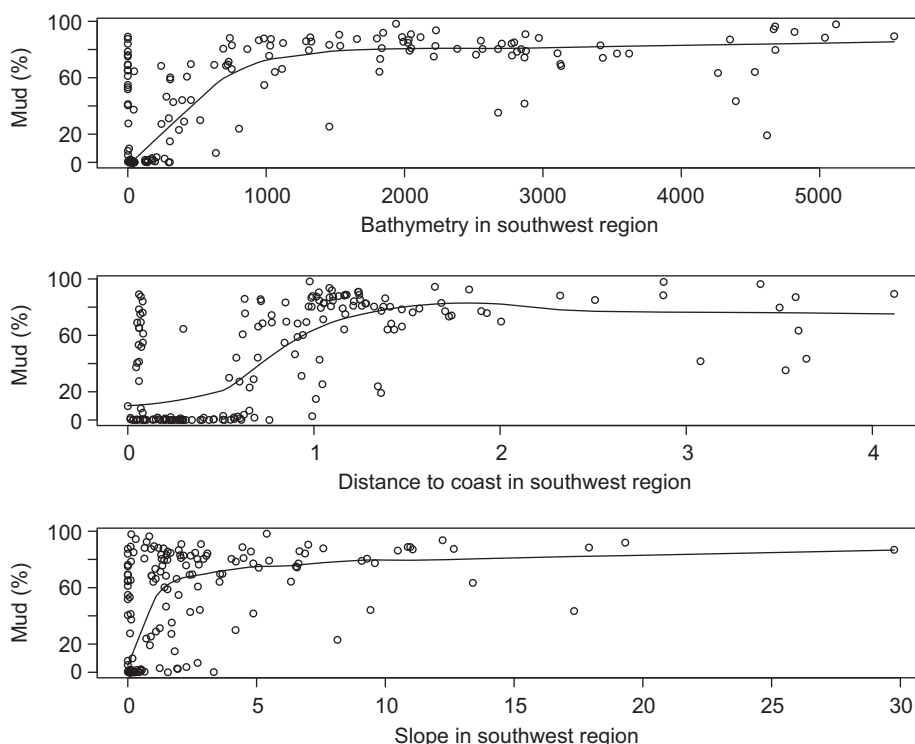 100
60
20
0
Mud (%)
0 1000 2000 3000 4000 5000
Bathymetry in southwest region
100
60
20
0
Mud (%)
0 1 2 3 4
Distance to coast in southwest region
100
60
20
0
Mud (%)
0 5 10 15 20 25 30
Slope in southwest region